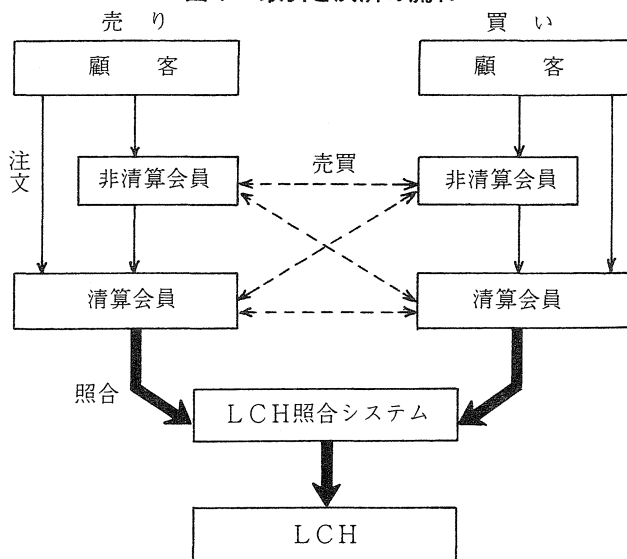 売り 買い
顧客 顧客
注文
売買
非清算会員 非清算会員
清算会員 清算会員
照合
LCH照合システム
LCH